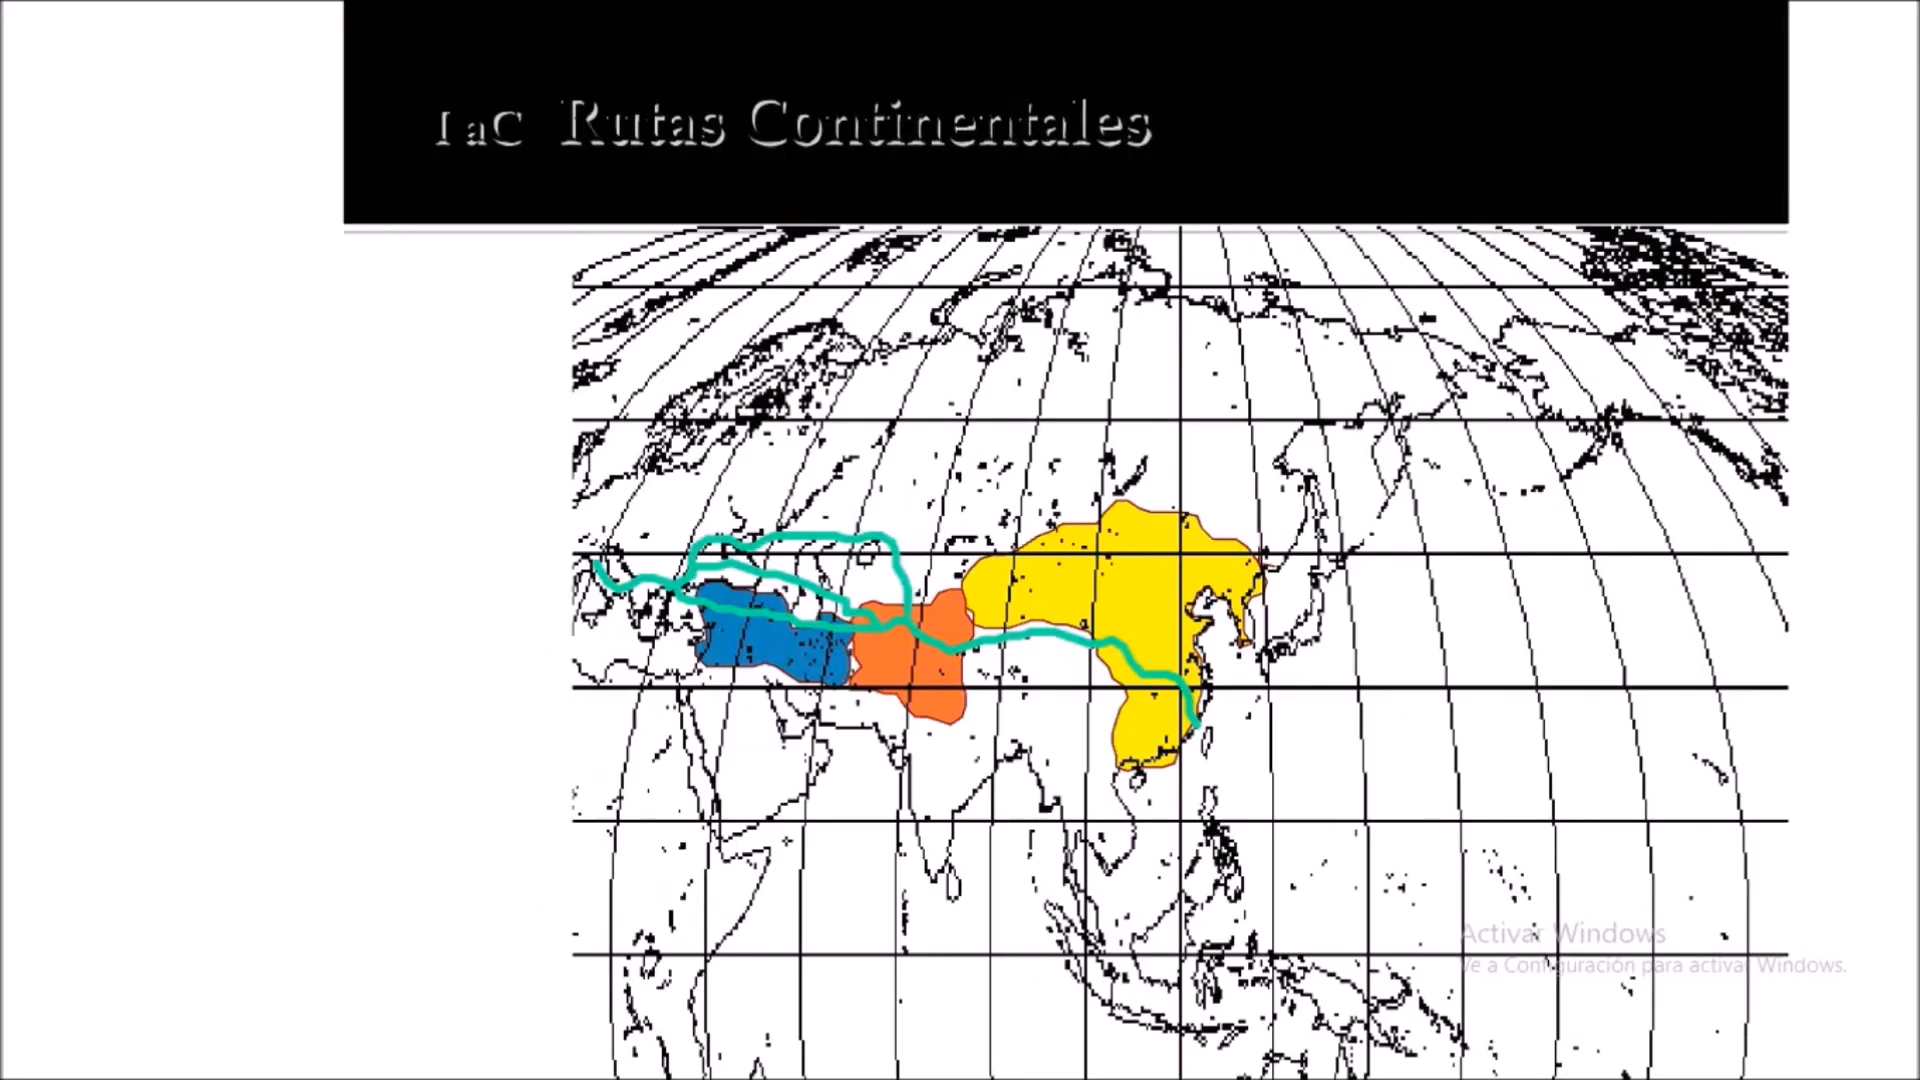 I aC Rutas Continentales
Activar Windows
Ve a Configuración para activar Windows.